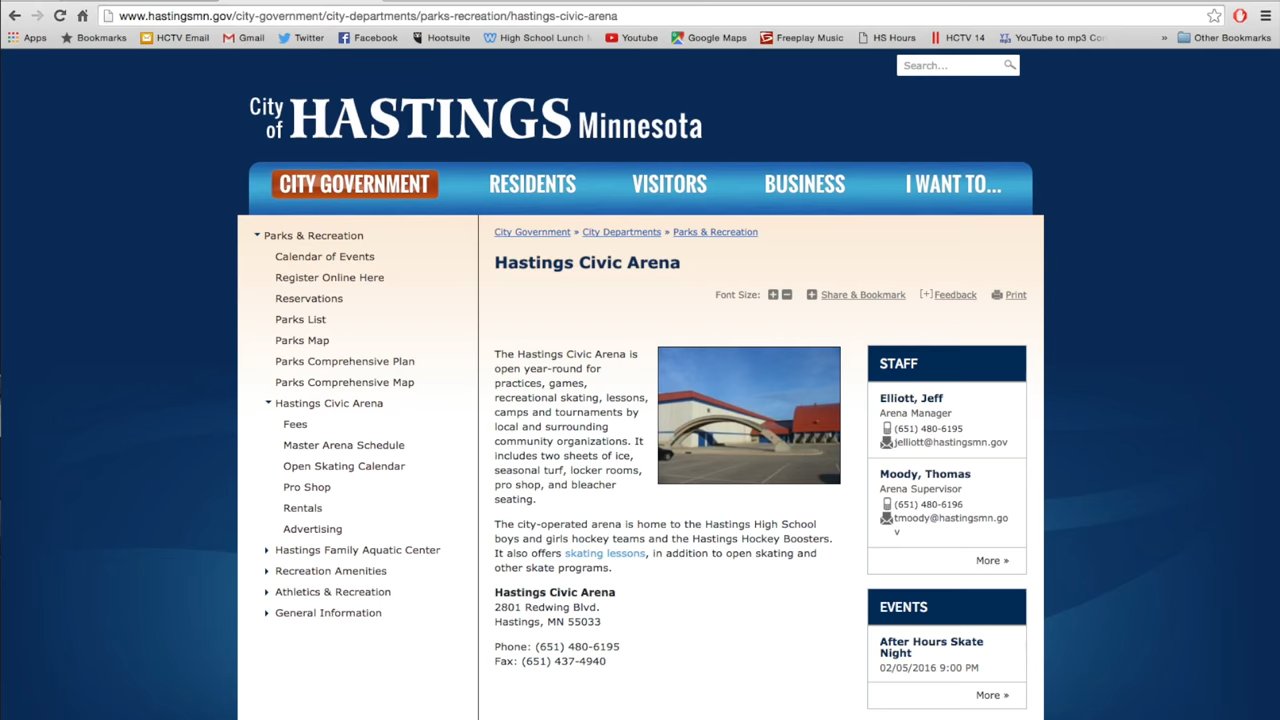 www.hastingsmn.gov/city-government/city-departments/parks-recreation/hastings-civic-arena
Apps Bookmarks HCTV Email Gmail Twitter Facebook Hootsuite High School Lunch Youtube Google Maps Freeplay Music HS Hours HCTV 14 YouTube to mp3 » Other Bookmarks
Search...
City of HASTINGS Minnesota
CITY GOVERNMENT RESIDENTS VISITORS BUSINESS I WANT TO...
Parks & Recreation
Calendar of Events
Register Online Here
Reservations
Parks List
Parks Map
Parks Comprehensive Plan
Parks Comprehensive Map
Hastings Civic Arena
Fees
Master Arena Schedule
Open Skating Calendar
Pro Shop
Rentals
Advertising
Hastings Family Aquatic Center
Recreation Amenities
Athletics & Recreation
General Information
City Government » City Departments » Parks & Recreation
Hastings Civic Arena
Font Size: Share & Bookmark [+]Feedback Print
The Hastings Civic Arena is
open year-round for
practices, games,
recreational skating, lessons,
camps and tournaments by
local and surrounding
community organizations. It
includes two sheets of ice,
seasonal turf, locker rooms,
pro shop, and bleacher
seating.
The city-operated arena is home to the Hastings High School
boys and girls hockey teams and the Hastings Hockey Boosters.
It also offers skating lessons, in addition to open skating and
other skate programs.
Hastings Civic Arena
2801 Redwing Blvd.
Hastings, MN 55033
Phone: (651) 480-6195
Fax: (651) 437-4940
STAFF
Elliott, Jeff
Arena Manager
(651) 480-6195
jelliott@hastingsmn.gov
Moody, Thomas
Arena Supervisor
(651) 480-6196
tmoody@hastingsmn.go
v
More »
EVENTS
After Hours Skate
Night
02/05/2016 9:00 PM
More »